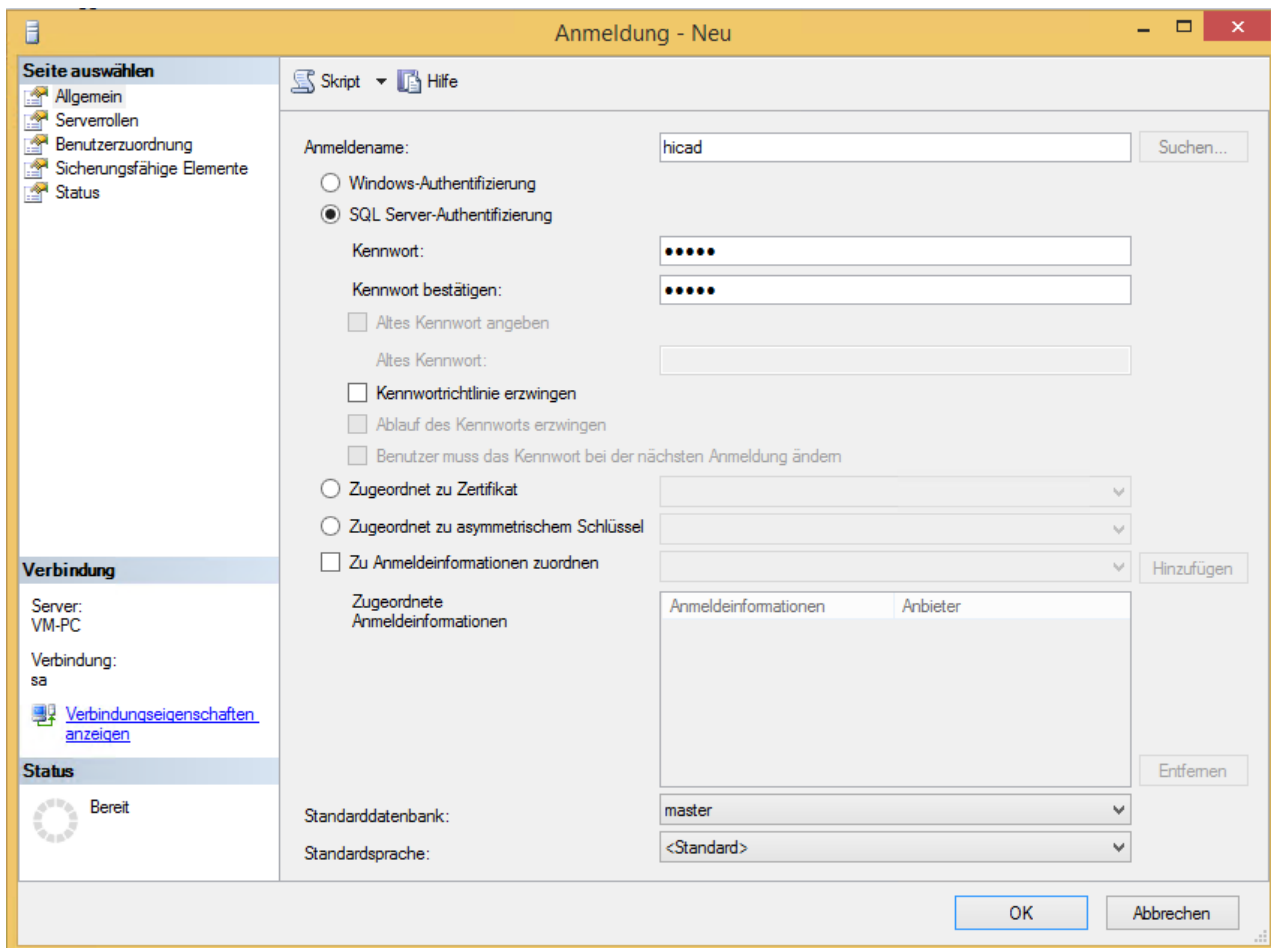 Anmeldung - Neu
Seite auswählen
Allgemein
Serverrollen
Benutzerzuordnung
Sicherungsfähige Elemente
Status
Skript
Hilfe
Anmeldename:
hicad
Suchen...
Windows-Authentifizierung
SQL Server-Authentifizierung
Kennwort:
●●●●●
Kennwort bestätigen:
●●●●●
Altes Kennwort angeben
Altes Kennwort:
Kennwortrichtlinie erzwingen
Ablauf des Kennworts erzwingen
Benutzer muss das Kennwort bei der nächsten Anmeldung ändern
Zugeordnet zu Zertifikat
Zugeordnet zu asymmetrischem Schlüssel
Zu Anmeldeinformationen zuordnen
Hinzufügen
Zugeordnete
Anmeldeinformationen
Anmeldeinformationen Anbieter
Entfernen
Standarddatenbank:
master
Standardsprache:
<Standard>
Verbindung
Server:
VM-PC
Verbindung:
sa
Verbindungseigenschaften
anzeigen
Status
Bereit
OK
Abbrechen